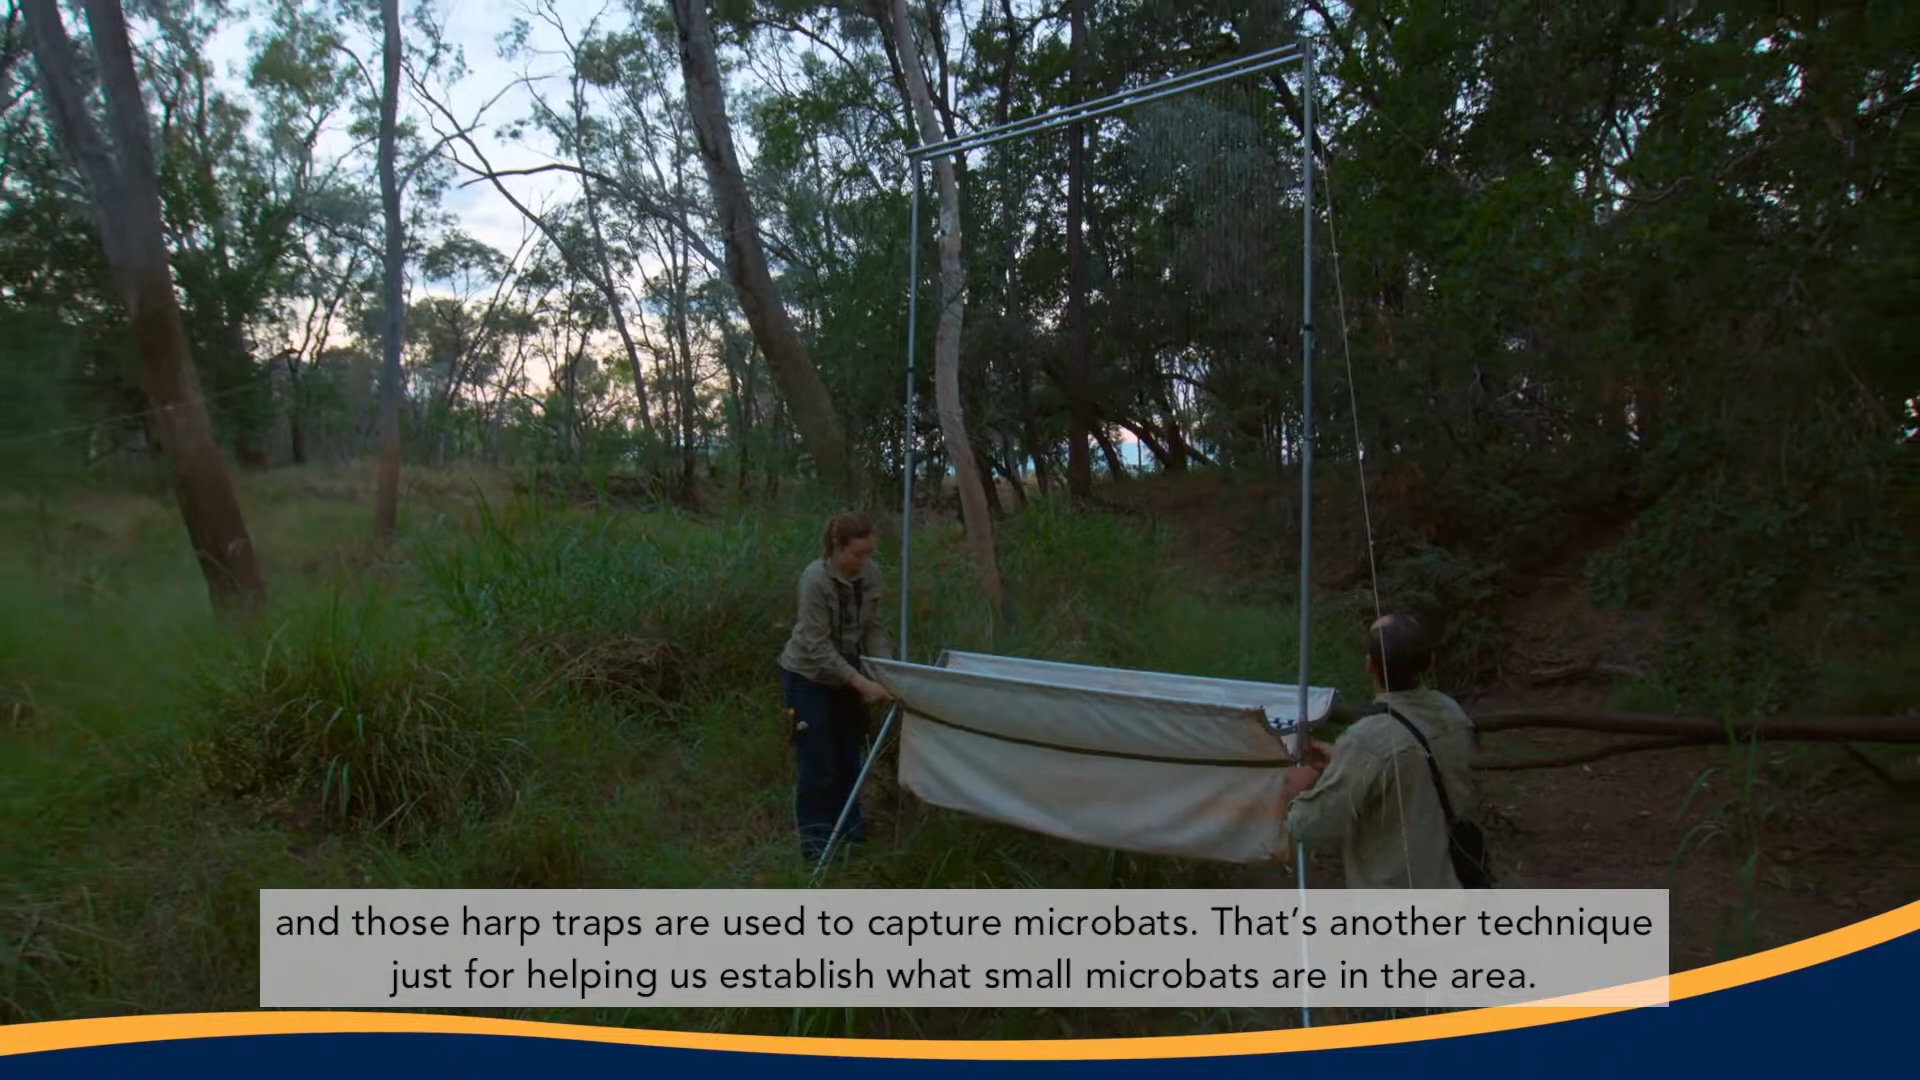 and those harp traps are used to capture microbats. That’s another technique
just for helping us establish what small microbats are in the area.